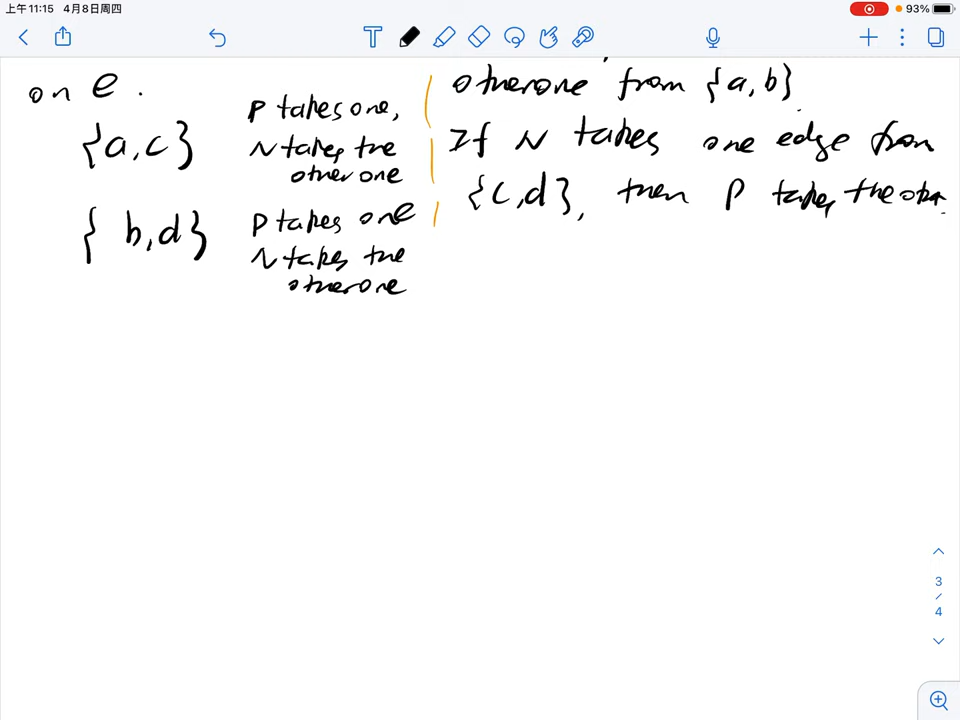 上午11:15 4月8日周四
93%
T
on e.
{a,c} P takes one,
N takes the
other one
{b,d} P takes one
N takes the
other one
other one from {a,b}.
If N takes one edge from
{c,d}, then P takes the
3
/
4